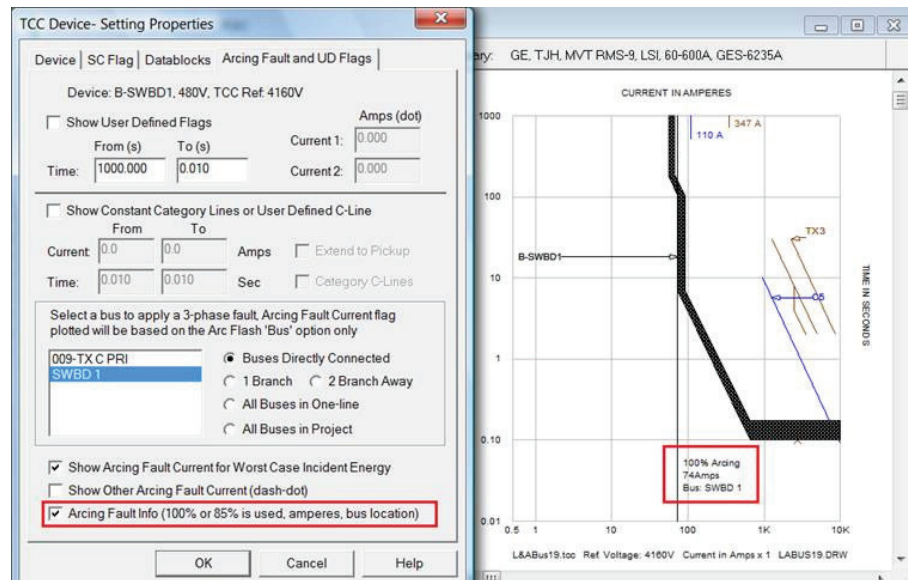 TCC Device- Setting Properties
Device | SC Flag | Datablocks | Arcing Fault and UD Flags
Device: B-SWBD1, 480V, TCC Ref: 4160V
Show User Defined Flags
Amps (dot)
From (s) To (s)
Current 1: 0.000
Time: 1000.000 0.010
Current 2: 0.000
Show Constant Category Lines or User Defined C-Line
From To
Current: 0.0 0.0 Amps Extend to Pickup
Time: 0.010 0.010 Sec Category C-Lines
Select a bus to apply a 3-phase fault, Arcing Fault Current flag
plotted will be based on the Arc Flash 'Bus' option only
009-TX C PRI
SWBD 1
Buses Directly Connected
1 Branch 2 Branch Away
All Buses in One-line
All Buses in Project
Show Arcing Fault Current for Worst Case Incident Energy
Show Other Arcing Fault Current (dash-dot)
Arcing Fault Info (100% or 85% is used, amperes, bus location)
OK Cancel Help
ary: GE, TJH, MVT RMS-9, LSI, 60-600A, GES-6235A
CURRENT IN AMPERES
1000
347 A
110 A
100
TX3
B-SWBD1
10
C5
TIME IN SECONDS
1
0.10
100% Arcing
74Amps
Bus: SWBD 1
0.01
0.5 1 10 100 1K 10K
L&ABus19.tcc Ref. Voltage: 4160V Current in Amps x 1 LABUS19.DRW